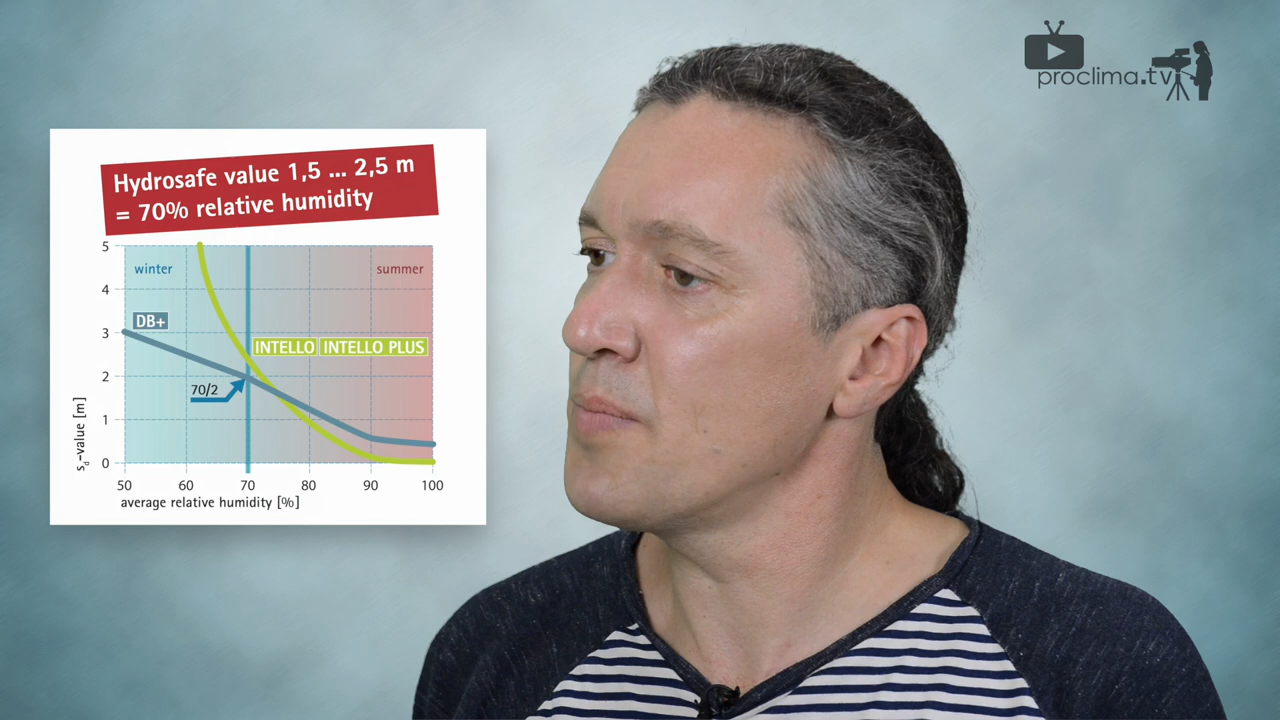 proclima.tv
Hydrosafe value 1,5 ... 2,5 m
= 70% relative humidity
5
winter
summer
4
DB+
3
INTELLO INTELLO PLUS
2
70/2
1
0
sd-value [m]
50 60 70 80 90 100
average relative humidity [%]